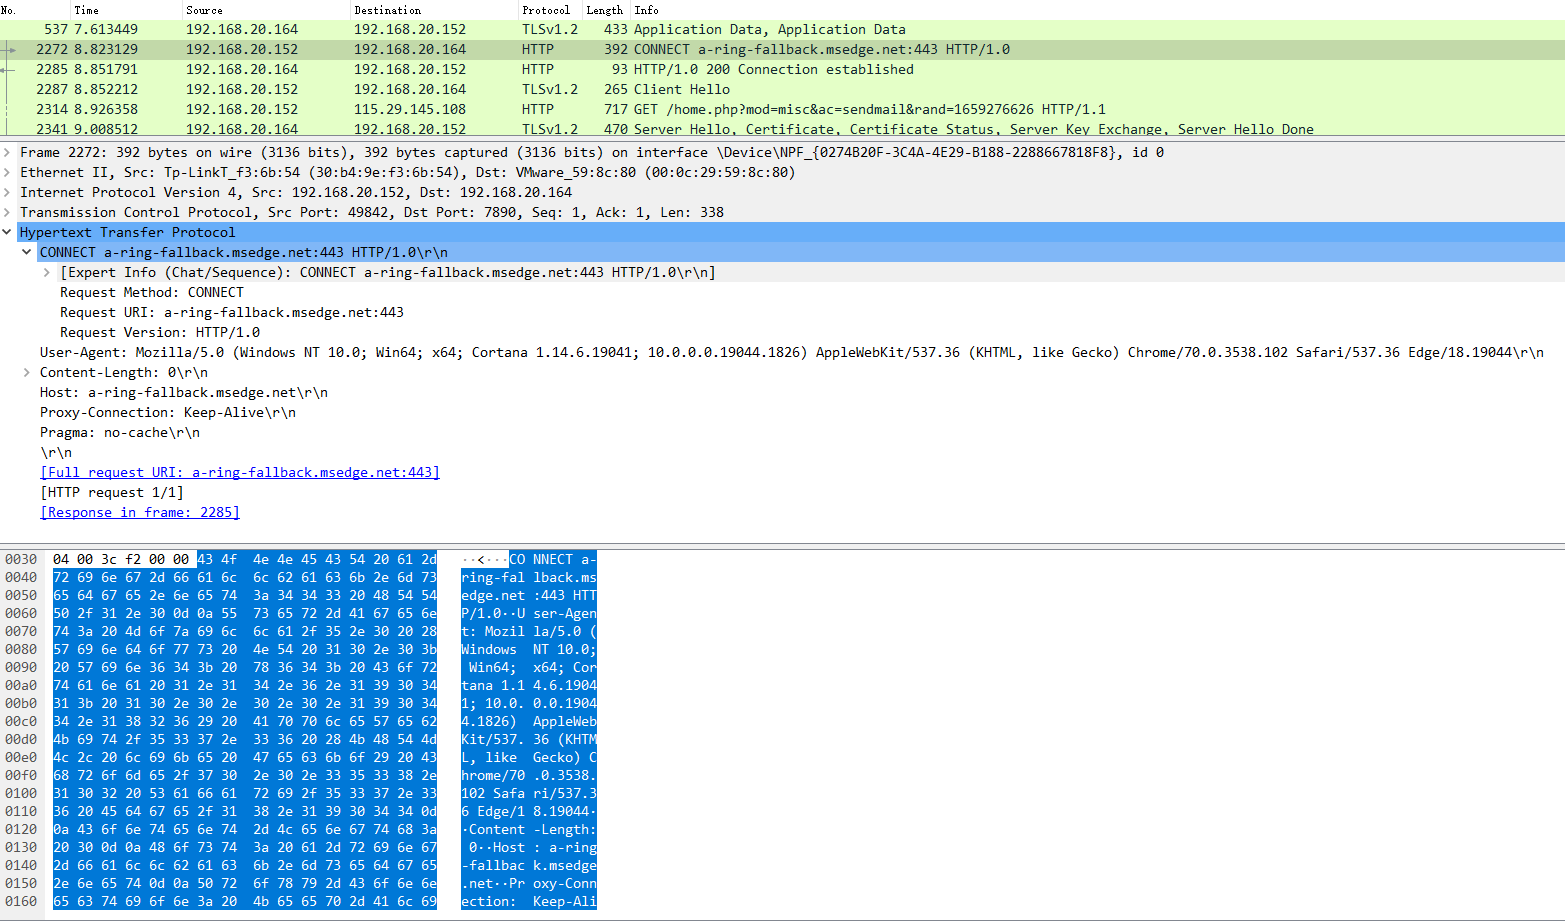 No. Time Source Destination Protocol Length Info
537 7.613449 192.168.20.164 192.168.20.152 TLSv1.2 433 Application Data, Application Data
2272 8.823129 192.168.20.152 192.168.20.164 HTTP 392 CONNECT a-ring-fallback.msedge.net:443 HTTP/1.0
2285 8.851791 192.168.20.164 192.168.20.152 HTTP 93 HTTP/1.0 200 Connection established
2287 8.852212 192.168.20.152 192.168.20.164 TLSv1.2 265 Client Hello
2314 8.926358 192.168.20.152 115.29.145.108 HTTP 717 GET /home.php?mod=misc&ac=sendmail&rand=1659276626 HTTP/1.1
2341 9.008512 192.168.20.164 192.168.20.152 TLSv1.2 470 Server Hello, Certificate, Certificate Status, Server Key Exchange, Server Hello Done
Frame 2272: 392 bytes on wire (3136 bits), 392 bytes captured (3136 bits) on interface \Device\NPF_{0274B20F-3C4A-4E29-B188-2288667818F8}, id 0
Ethernet II, Src: Tp-LinkT_f3:6b:54 (30:b4:9e:f3:6b:54), Dst: VMware_59:8c:80 (00:0c:29:59:8c:80)
Internet Protocol Version 4, Src: 192.168.20.152, Dst: 192.168.20.164
Transmission Control Protocol, Src Port: 49842, Dst Port: 7890, Seq: 1, Ack: 1, Len: 338
Hypertext Transfer Protocol
CONNECT a-ring-fallback.msedge.net:443 HTTP/1.0\r\n
[Expert Info (Chat/Sequence): CONNECT a-ring-fallback.msedge.net:443 HTTP/1.0\r\n]
Request Method: CONNECT
Request URI: a-ring-fallback.msedge.net:443
Request Version: HTTP/1.0
User-Agent: Mozilla/5.0 (Windows NT 10.0; Win64; x64; Cortana 1.14.6.19041; 10.0.0.0.19044.1826) AppleWebKit/537.36 (KHTML, like Gecko) Chrome/70.0.3538.102 Safari/537.36 Edge/18.19044\r\n
Content-Length: 0\r\n
Host: a-ring-fallback.msedge.net\r\n
Proxy-Connection: Keep-Alive\r\n
Pragma: no-cache\r\n
\r\n
[Full request URI: a-ring-fallback.msedge.net:443]
[HTTP request 1/1]
[Response in frame: 2285]
0030 04 00 3c f2 00 00 43 4f 4e 4e 45 43 54 20 61 2d ··<···CO NNECT a-
0040 72 69 6e 67 2d 66 61 6c 6c 62 61 63 6b 2e 6d 73 ring-fal lback.ms
0050 65 64 67 65 2e 6e 65 74 3a 34 34 33 20 48 54 54 edge.net :443 HTT
0060 50 2f 31 2e 30 0d 0a 55 73 65 72 2d 41 67 65 6e P/1.0··U ser-Agen
0070 74 3a 20 4d 6f 7a 69 6c 6c 61 2f 35 2e 30 20 28 t: Mozil la/5.0 (
0080 57 69 6e 64 6f 77 73 20 4e 54 20 31 30 2e 30 3b Windows NT 10.0;
0090 20 57 69 6e 36 34 3b 20 78 36 34 3b 20 43 6f 72 Win64; x64; Cor
00a0 74 61 6e 61 20 31 2e 31 34 2e 36 2e 31 39 30 34 tana 1.1 4.6.1904
00b0 31 3b 20 31 30 2e 30 2e 30 2e 30 2e 31 39 30 34 1; 10.0. 0.0.1904
00c0 34 2e 31 38 32 36 29 20 41 70 70 6c 65 57 65 62 4.1826) AppleWeb
00d0 4b 69 74 2f 35 33 37 2e 33 36 20 28 4b 48 54 4d Kit/537. 36 (KHTM
00e0 4c 2c 20 6c 69 6b 65 20 47 65 63 6b 6f 29 20 43 L, like Gecko) C
00f0 68 72 6f 6d 65 2f 37 30 2e 30 2e 33 35 33 38 2e hrome/70 .0.3538.
0100 31 30 32 20 53 61 66 61 72 69 2f 35 33 37 2e 33 102 Safa ri/537.3
0110 36 20 45 64 67 65 2f 31 38 2e 31 39 30 34 34 0d 6 Edge/1 8.19044·
0120 0a 43 6f 6e 74 65 6e 74 2d 4c 65 6e 67 74 68 3a ·Content -Length:
0130 20 30 0d 0a 48 6f 73 74 3a 20 61 2d 72 69 6e 67 0··Host : a-ring
0140 2d 66 61 6c 6c 62 61 63 6b 2e 6d 73 65 64 67 65 -fallbac k.msedge
0150 2e 6e 65 74 0d 0a 50 72 6f 78 79 2d 43 6f 6e 6e .net··Pr oxy-Conn
0160 65 63 74 69 6f 6e 3a 20 4b 65 65 70 2d 41 6c 69 ection: Keep-Ali